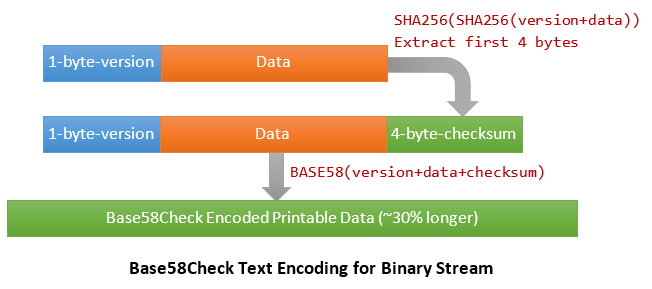 SHA256(SHA256(version+data))
Extract first 4 bytes
1-byte-version Data
1-byte-version Data 4-byte-checksum
BASE58(version+data+checksum)
Base58Check Encoded Printable Data (~30% longer)
Base58Check Text Encoding for Binary Stream